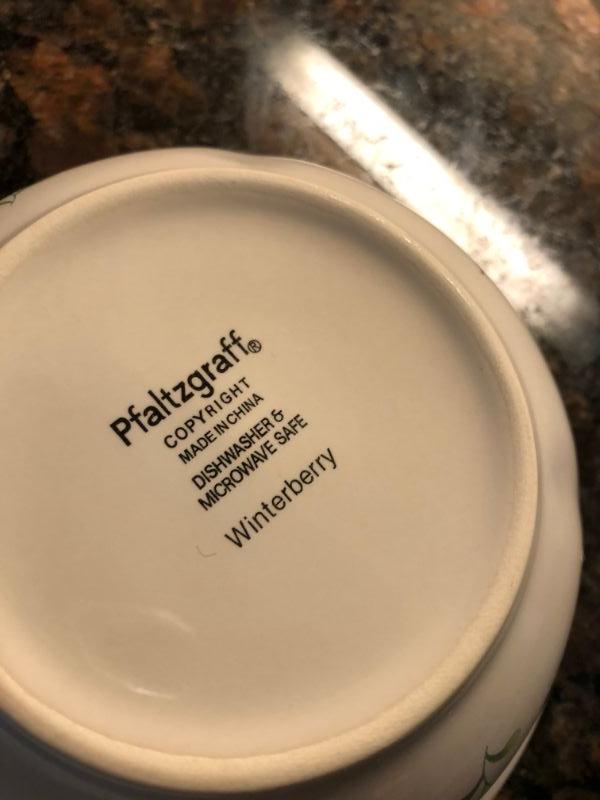 Pfaltzgraff®
COPYRIGHT
MADE IN CHINA
DISHWASHER &
MICROWAVE SAFE
Winterberry